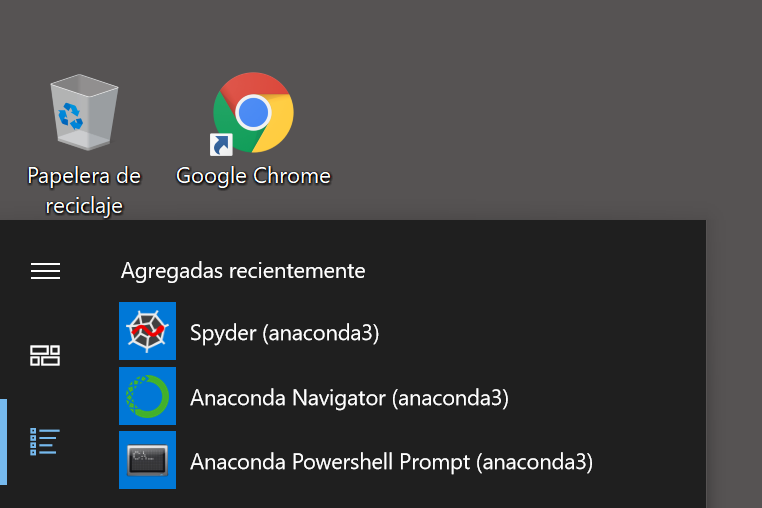 Papelera de
reciclaje
Google Chrome
Agregadas recientemente
Spyder (anaconda3)
Anaconda Navigator (anaconda3)
C:\...
Anaconda Powershell Prompt (anaconda3)